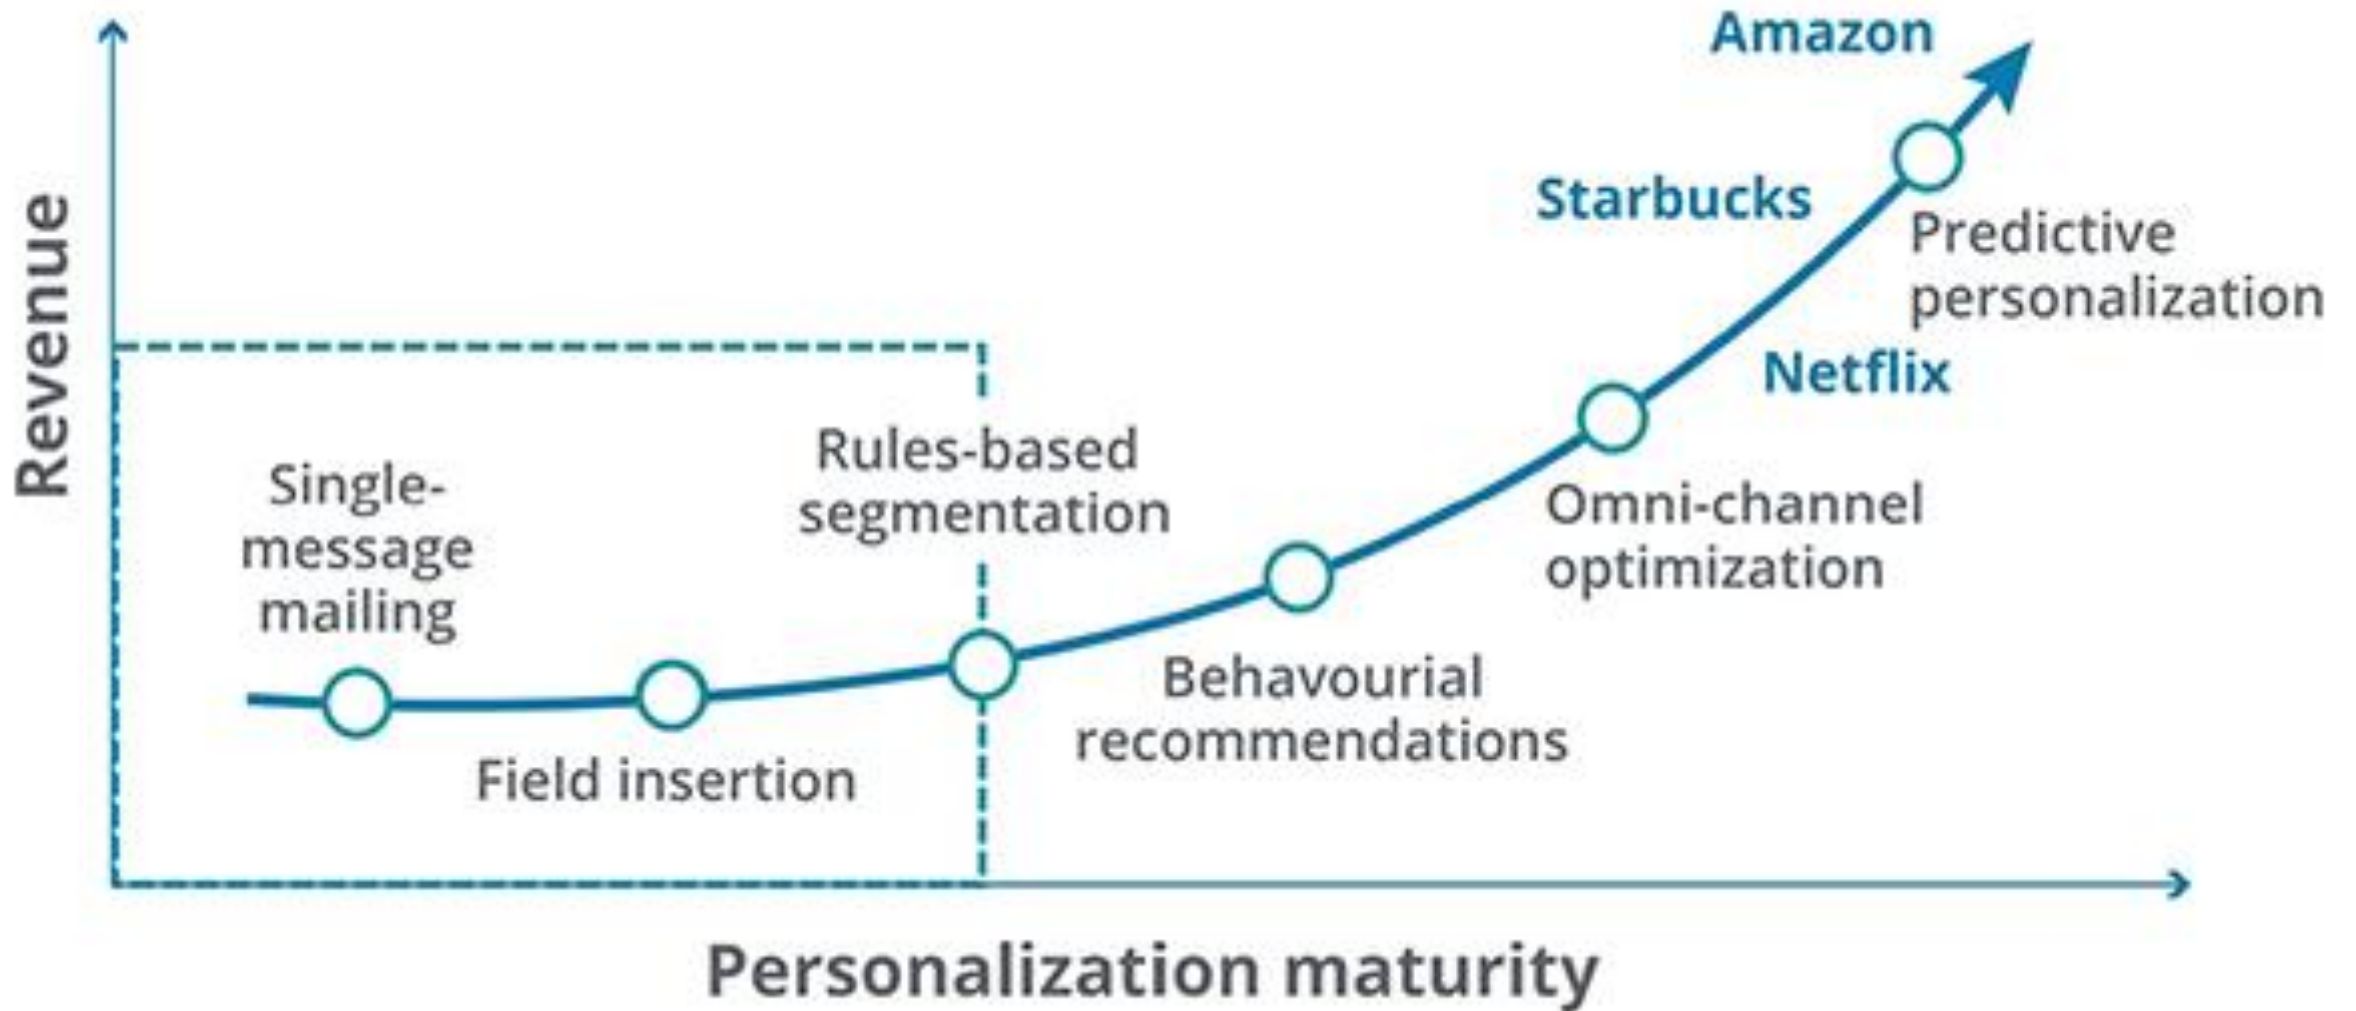 Revenue
Amazon
Starbucks
Predictive
personalization
Netflix
Rules-based
segmentation
Single-
message
mailing
Omni-channel
optimization
Behavourial
recommendations
Field insertion
Personalization maturity